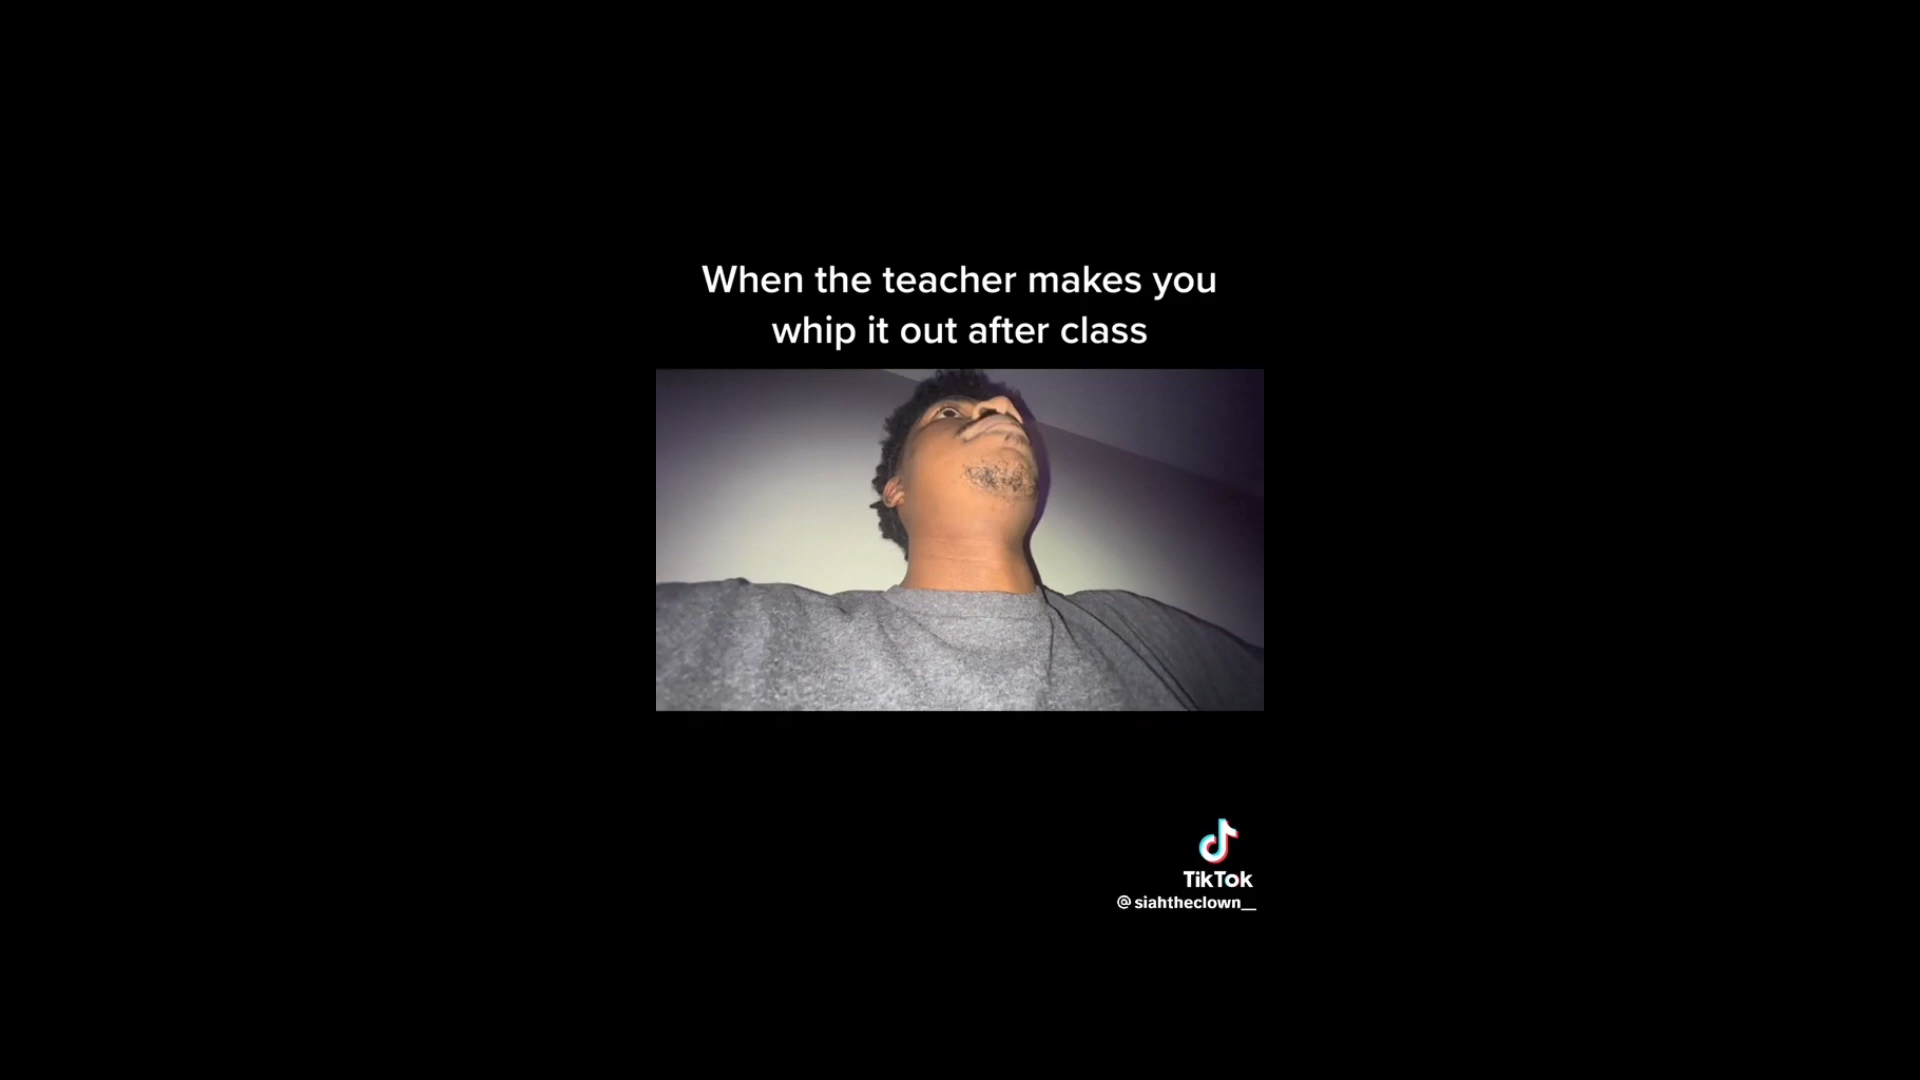 When the teacher makes you
whip it out after class
TikTok
@siahtheclown__